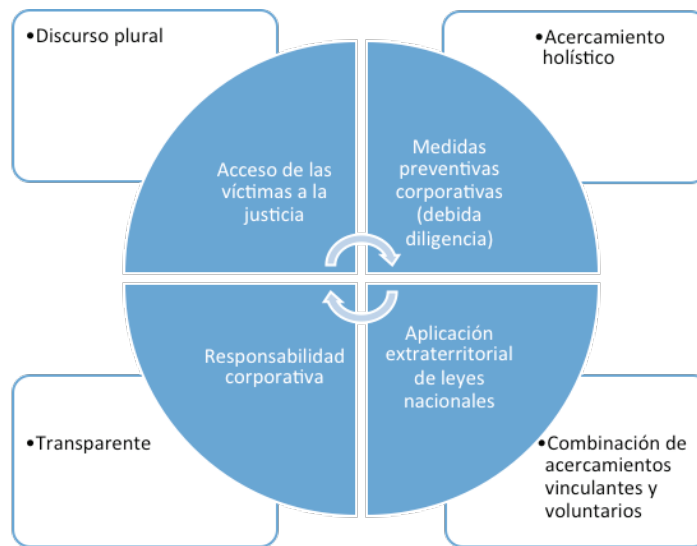 •Discurso plural
•Acercamiento
holístico
Acceso de las
víctimas a la
justicia
Medidas
preventivas
corporativas
(debida
diligencia)
Responsabilidad
corporativa
Aplicación
extraterritorial
de leyes
nacionales
•Transparente
•Combinación de
acercamientos
vinculantes y
voluntarios